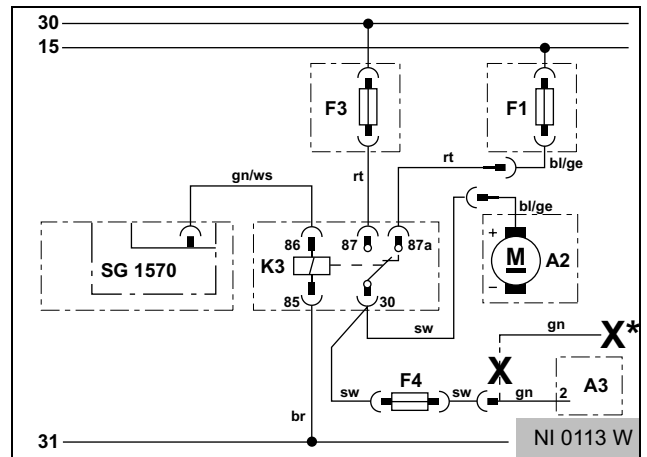 30
15
F3
F1
rt
rt
bl/ge
gn/ws
bl/ge
86
87
87a
SG 1570
K3
+
M
A2
–
85
30
sw
gn
X*
X
F4
A3
sw
sw
gn
2
br
31
NI 0113 W